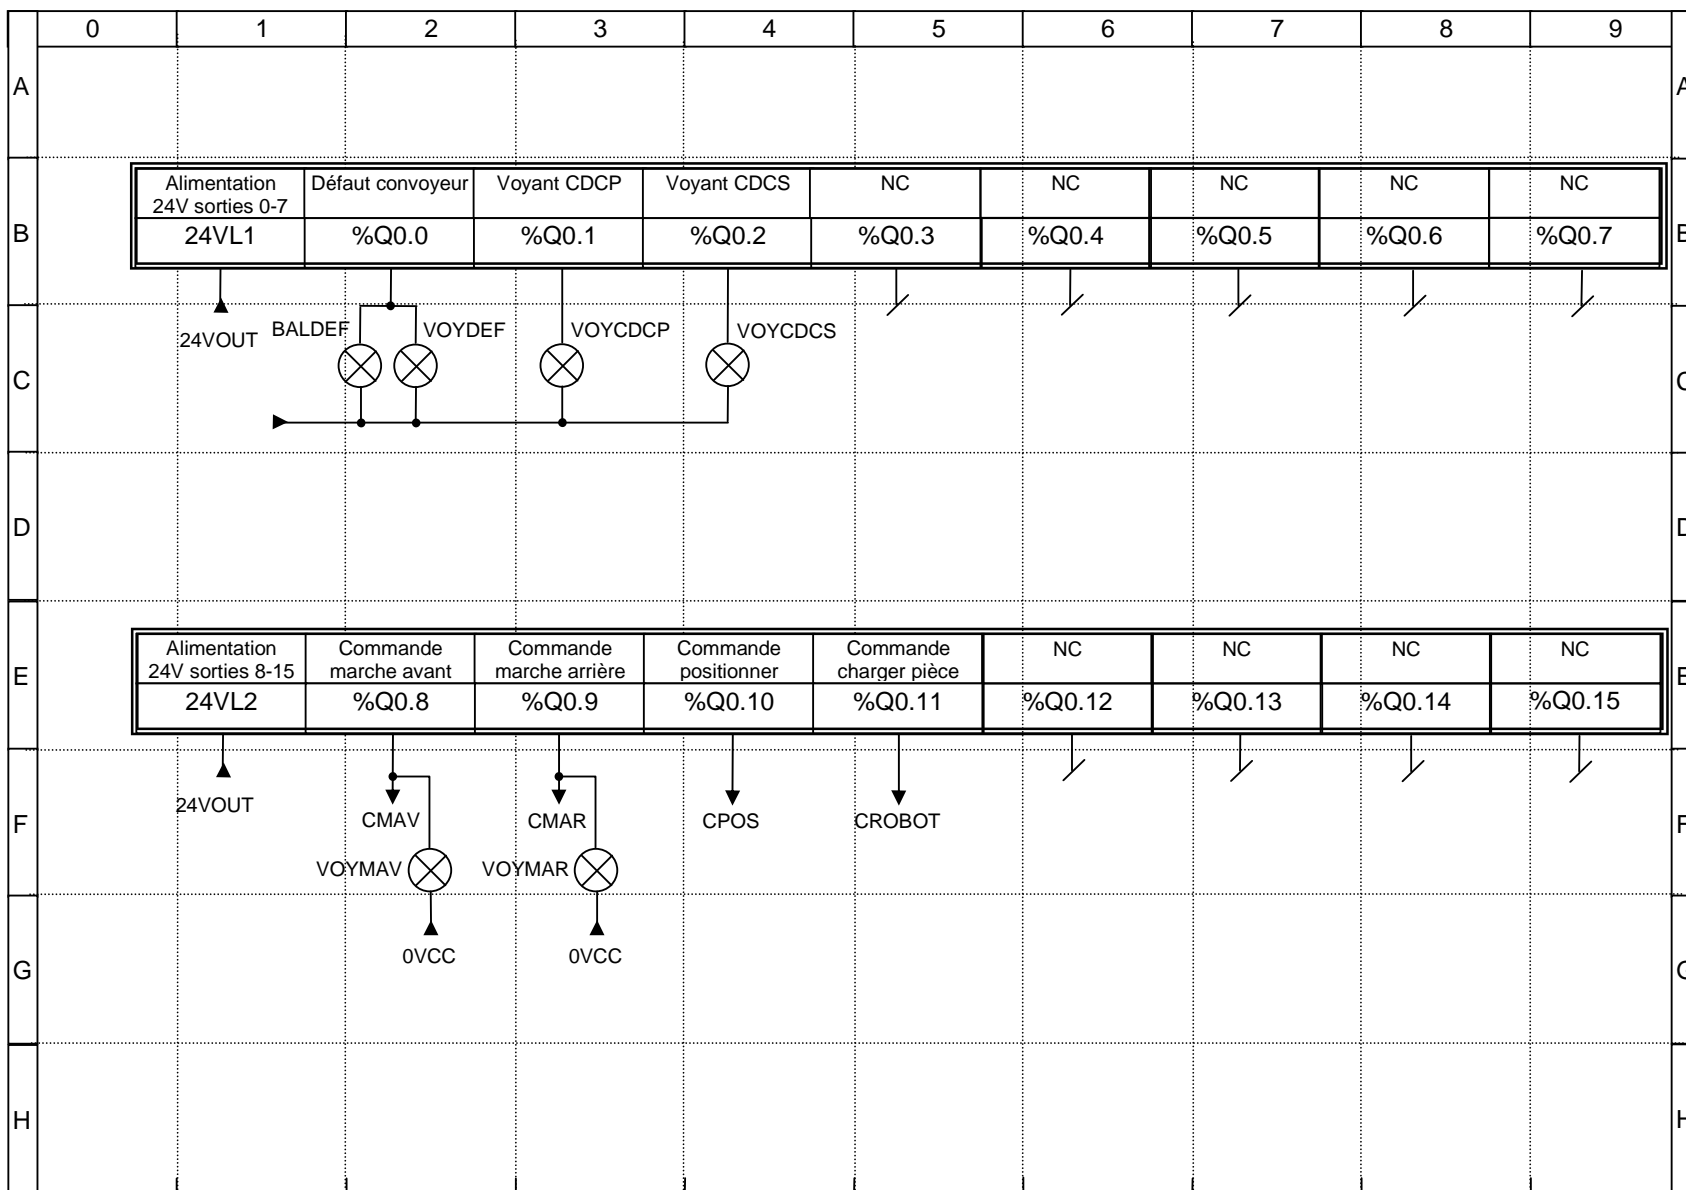 0 1 2 3 4 5 6 7 8 9
A A
Alimentation Défaut convoyeur Voyant CDCP Voyant CDCS NC NC NC NC NC
24V sorties 0-7
B 24VL1 %Q0.0 %Q0.1 %Q0.2 %Q0.3 %Q0.4 %Q0.5 %Q0.6 %Q0.7 B
24VOUT BALDEF VOYDEF VOYCDCP VOYCDCS
C C
D D
Alimentation Commande Commande Commande Commande NC NC NC NC
24V sorties 8-15 marche avant marche arrière positionner charger pièce
E 24VL2 %Q0.8 %Q0.9 %Q0.10 %Q0.11 %Q0.12 %Q0.13 %Q0.14 %Q0.15 E
24VOUT
F CMAV CMAR CPOS CROBOT F
VOYMAV VOYMAR
0VCC 0VCC
G G
H H